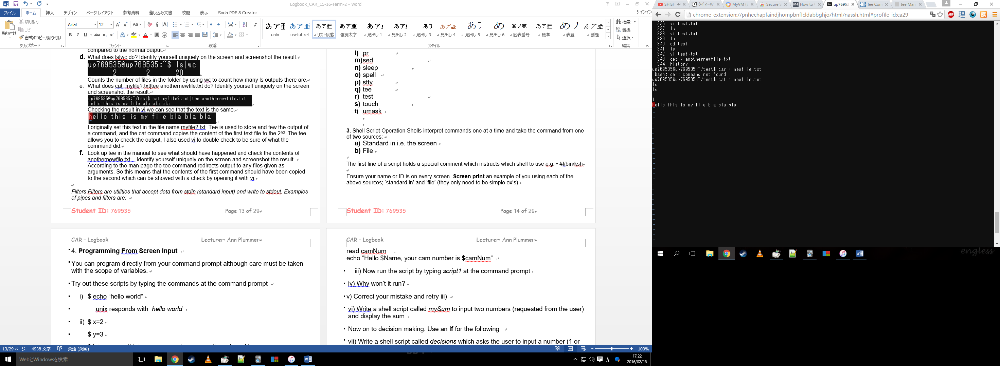 Logbook_CAR_15-16-Term-2 - Word
ファイル ホーム 挿入 デザイン ページ レイアウト 参考資料 差し込み文書 校閲 表示 Soda PDF 8 Creator サインイン
貼り付け
切り取り
コピー
書式のコピー/貼り付け
クリップボード
Arial 12
フォント
段落
unix useful-rel リスト段落 強調太字 見出し 1 見出し 2 見出し 3 見出し 4 見出し 5 見出し 6 図表番号 標準 表題 副題
スタイル
検索
置換
選択
編集
compared to the normal output.
d. What does ls|wc do? Identify yourself uniquely on the screen and screenshot the result.
up769535@up769535:~$ ls|wc
2 2 20
Counts the number of files in the folder by using wc to count how many ls outputs there are.
e. What does cat myfile?.txt|tee anothernewfile.txt do? Identify yourself uniquely on the screen
and screenshot the result.
up769535@up769535:~/test$ cat myfile?.txt|tee anothernewfile.txt
hello this is my file bla bla bla
Checking the result in vi we can see that the text is the same.
hello this is my file bla bla bla
~
I originally set this text in the file name myfile?.txt. Tee is used to store and few the output of
a command, and the cat command copies the content of the first text file to the 2nd. The tee
allows you to check the output, I also used vi to double check to be sure of what the
command did.
f. Look up tee in the manual to see what should have happened and check the contents of
anothernewfile.txt - Identify yourself uniquely on the screen and screenshot the result.
According to the man page the tee command redirects output to any files given as
arguments. So this means that the contents of the first command should have been copied
to the second which can be showed with a check by opening it with vi.
Filters Filters are utilities that accept data from stdin (standard input) and write to stdout. Examples
of pipes and filters are:
Student ID: 769535 Page 13 of 29
l) pr
m)sed
n) sleep
o) spell
p) stty
q) tee
r) test
s) touch
t) umask
3. Shell Script Operation Shells interpret commands one at a time and take the command from one
of two sources:
a) Standard in i.e. the screen
b) File
The first line of a script holds a special comment which instructs which shell to use e.g: • #!/bin/ksh
Ensure your name or ID is on every screen. Screen print an example of you using each of the
above sources; ‘standard in’ and ‘file’ (they only need to be simple ex’s)
Student ID: 769535 Page 14 of 29
CAR – Logbook Lecturer: Ann Plummer
4. Programming From Screen Input
You can program directly from your command prompt although care must be taken
with the scope of variables.
Try out these scripts by typing the commands at the command prompt
i) $ echo “hello world”
unix responds with hello world
ii) $ x=2
$ y=3
CAR – Logbook Lecturer: Ann Plummer
read camNum
echo “Hello $Name, your cam number is $camNum”
iii) Now run the script by typing script1 at the command prompt
iv) Why won’t it run?
v) Correct your mistake and retry iii)
vi) Write a shell script called mySum to input two numbers (requested from the user)
and display the sum
Now on to decision making. Use an if for the following
vii) Write a shell script called decisions which asks the user to input a number (1 or
13/29 ページ 4938 文字 英語 (英国) 100%
WebとWindowsを検索
17:22
2016/02/18
SHISH タイマーW MyVM (F Secure S How to up7695 Tee Com tee Man
chrome-extension://pnhechapfaindjhompbnflcldabbghjo/html/nassh.html#profile-id:ca29
336 vi test.txt
337 ls
338 vi test.txt
339 ls
340 cd test
341 ls
342 vi test.txt
343 cat > anothernewfile.txt
344 history
up769535@up769535:~/test$ car > newfile.txt
-bash: car: command not found
up769535@up769535:~/test$ cat > newfile.txt
ls
ls
l
hello this is my file bla bla bla
engless